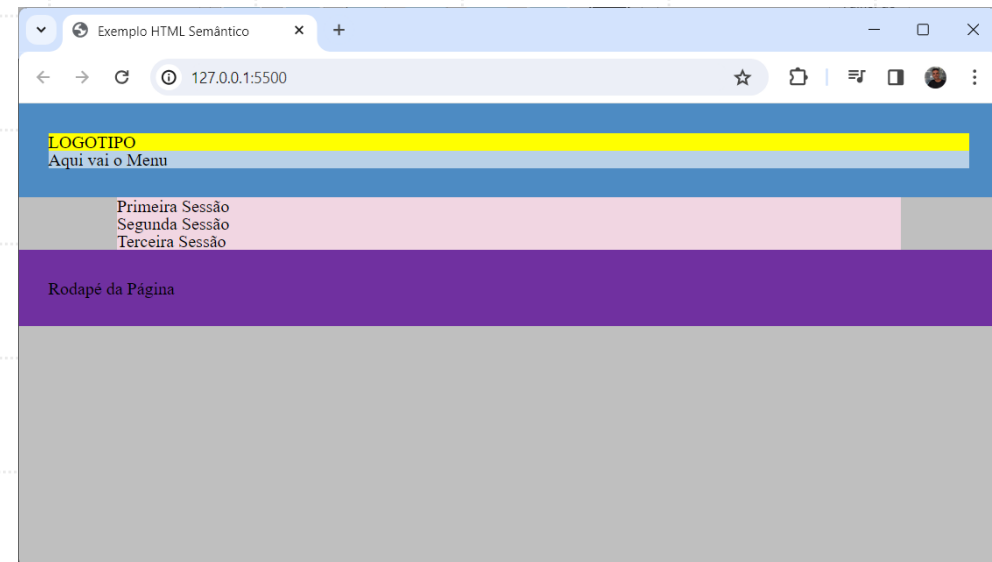 Exemplo HTML Semântico
127.0.0.1:5500
LOGOTIPO
Aqui vai o Menu
Primeira Sessão
Segunda Sessão
Terceira Sessão
Rodapé da Página